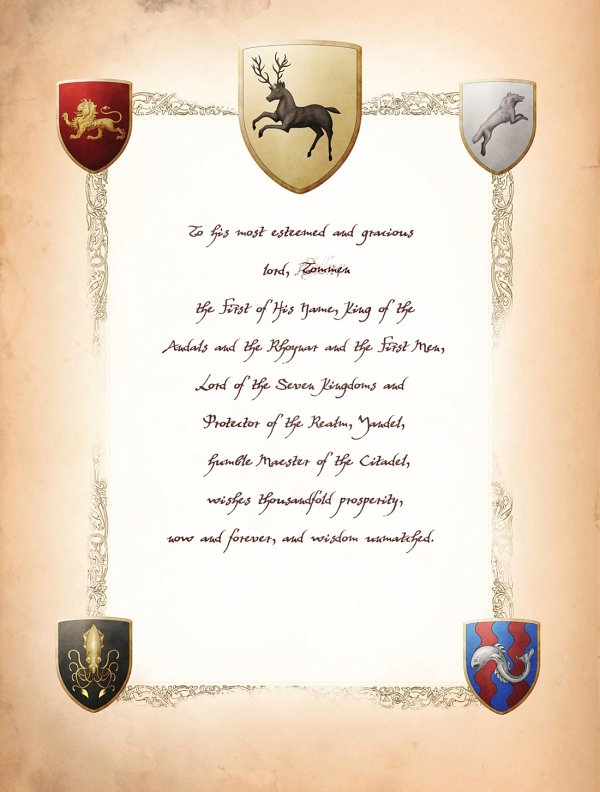 To his most esteemed and gracious
lord, Tommen
the First of His Name, King of the
Andals and the Rhoynar and the First Men,
Lord of the Seven Kingdoms and
Protector of the Realm, Yandel,
humble Maester of the Citadel,
wishes thousandfold prosperity,
now and forever, and wisdom unmatched.